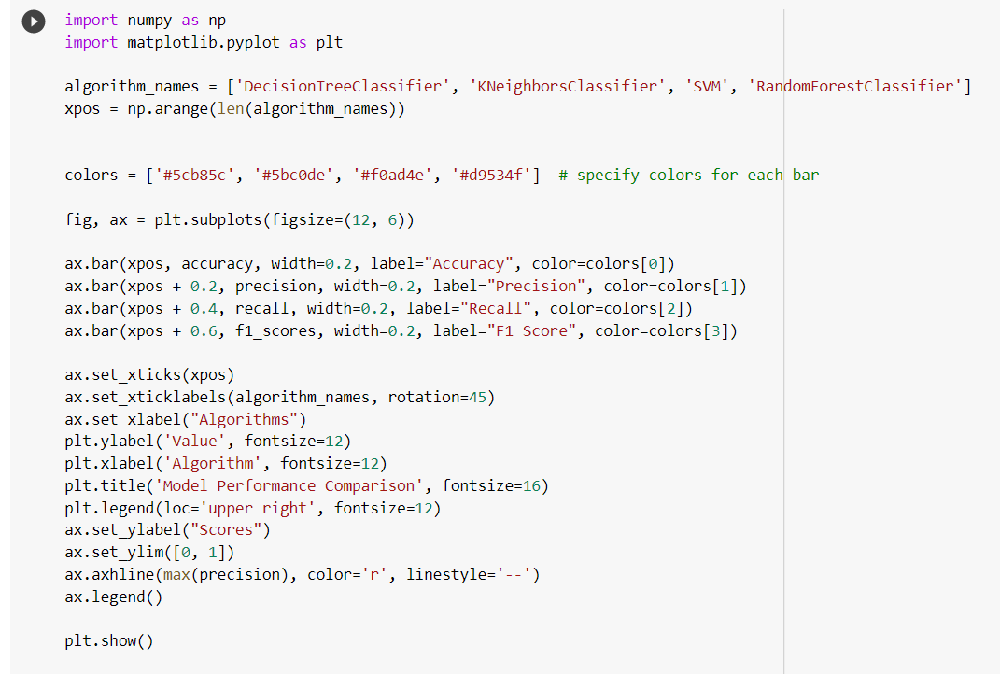 import numpy as np
import matplotlib.pyplot as plt
algorithm_names = ['DecisionTreeClassifier', 'KNeighborsClassifier', 'SVM', 'RandomForestClassifier']
xpos = np.arange(len(algorithm_names))
colors = ['#5cb85c', '#5bc0de', '#f0ad4e', '#d9534f']  # specify colors for each bar
fig, ax = plt.subplots(figsize=(12, 6))
ax.bar(xpos, accuracy, width=0.2, label="Accuracy", color=colors[0])
ax.bar(xpos + 0.2, precision, width=0.2, label="Precision", color=colors[1])
ax.bar(xpos + 0.4, recall, width=0.2, label="Recall", color=colors[2])
ax.bar(xpos + 0.6, f1_scores, width=0.2, label="F1 Score", color=colors[3])
ax.set_xticks(xpos)
ax.set_xticklabels(algorithm_names, rotation=45)
ax.set_xlabel("Algorithms")
plt.ylabel('Value', fontsize=12)
plt.xlabel('Algorithm', fontsize=12)
plt.title('Model Performance Comparison', fontsize=16)
plt.legend(loc='upper right', fontsize=12)
ax.set_ylabel("Scores")
ax.set_ylim([0, 1])
ax.axhline(max(precision), color='r', linestyle='--')
ax.legend()
plt.show()